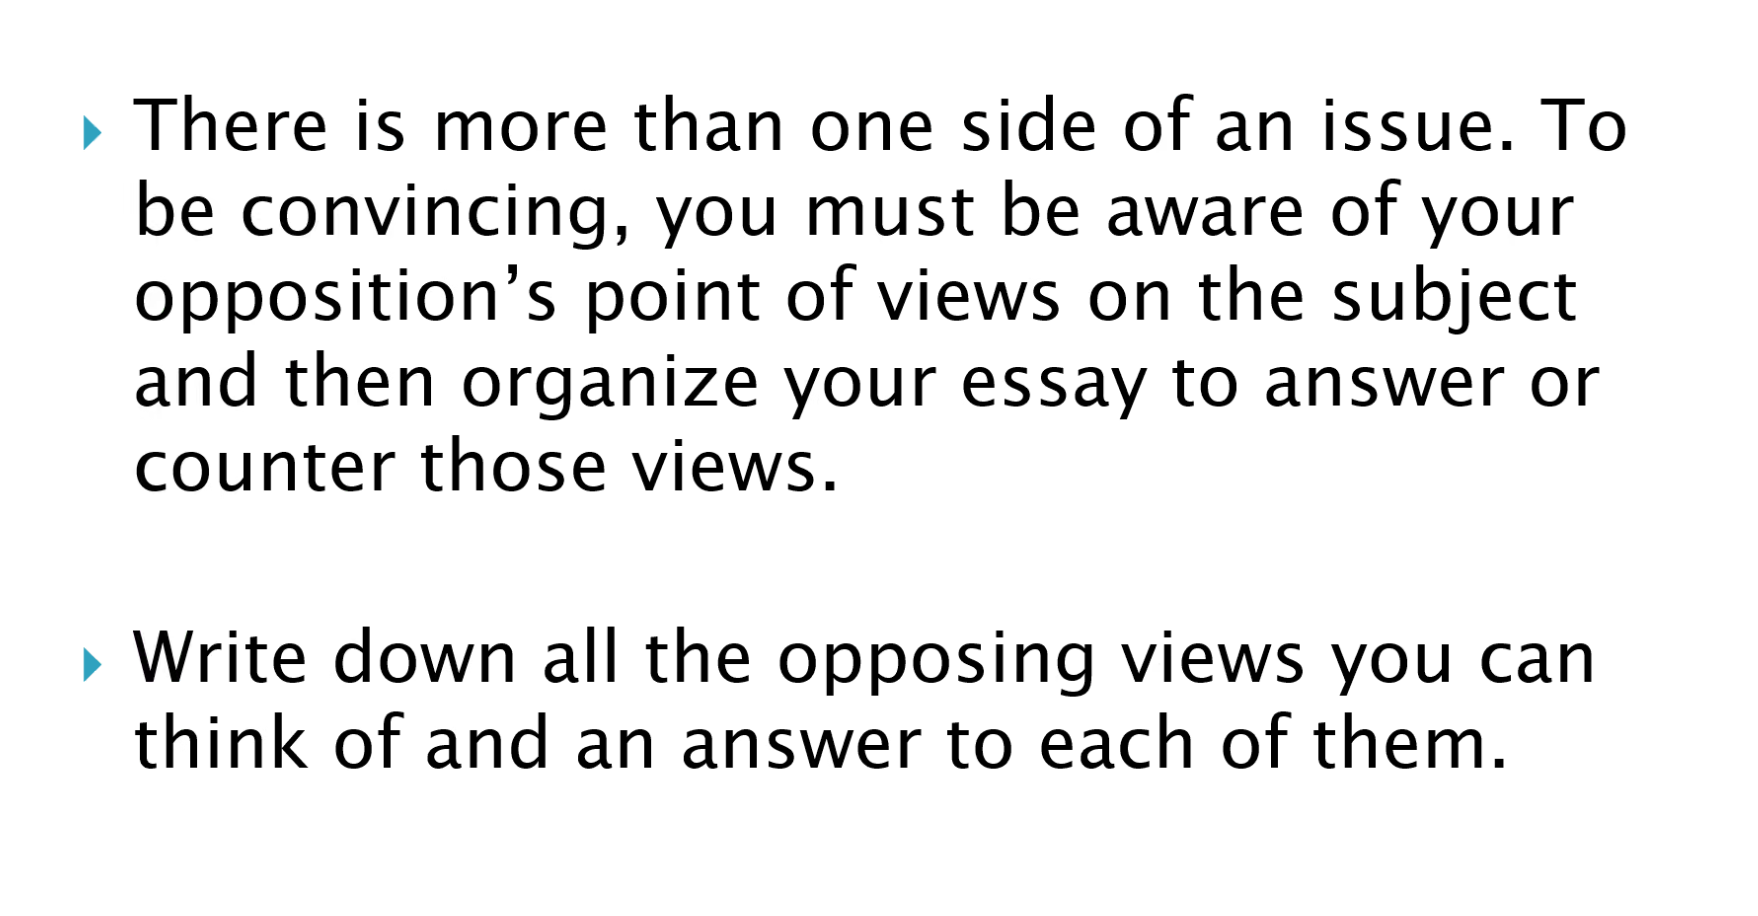 There is more than one side of an issue. To
be convincing, you must be aware of your
opposition’s point of views on the subject
and then organize your essay to answer or
counter those views.
Write down all the opposing views you can
think of and an answer to each of them.